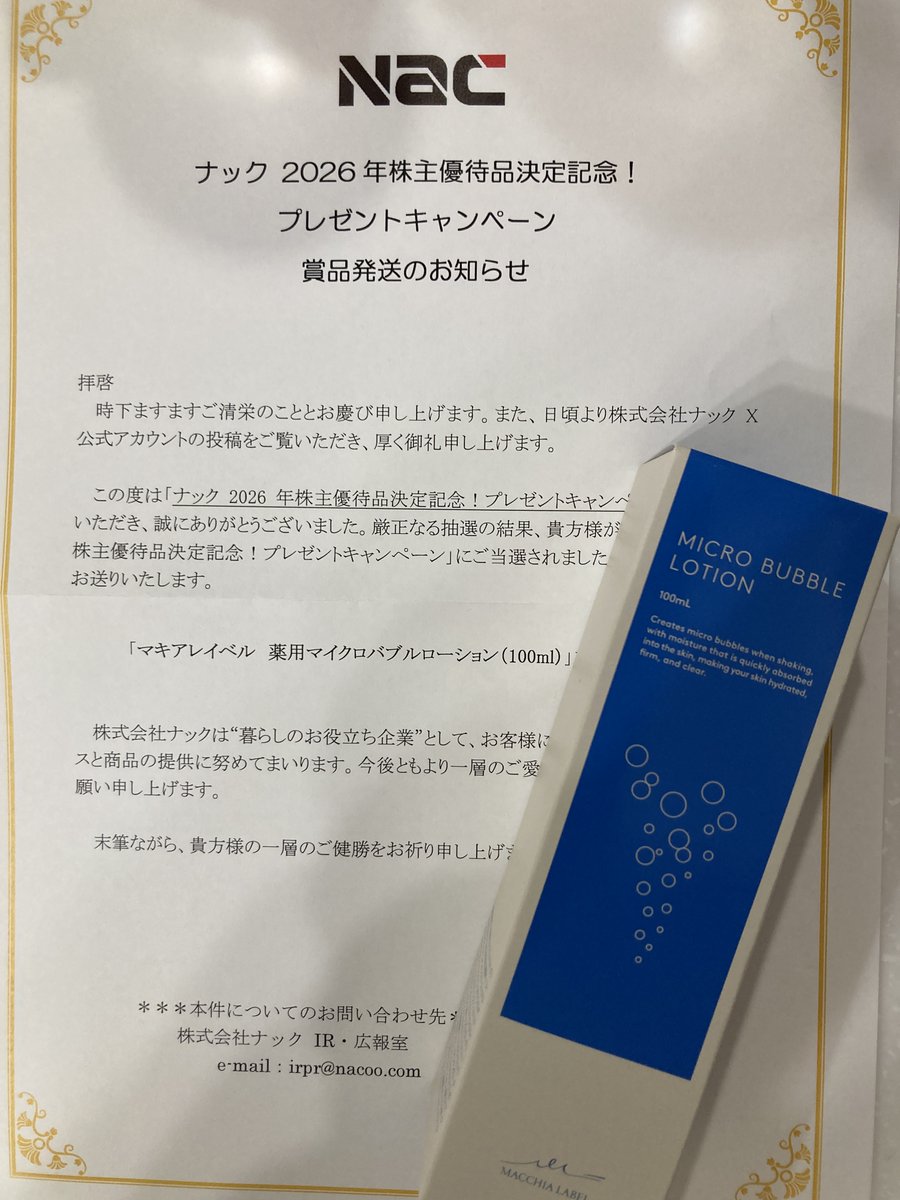 Nac
ナック 2026年株主優待品決定記念！
プレゼントキャンペーン
賞品発送のお知らせ
拝啓
時下ますますご清栄のこととお慶び申し上げます。また、日頃より株式会社ナック X
公式アカウントの投稿をご覧いただき、厚く御礼申し上げます。
この度は「ナック 2026 年株主優待品決定記念！プレゼントキャンペ
いただき、誠にありがとうございました。厳正なる抽選の結果、貴方様が
株主優待品決定記念！プレゼントキャンペーン」にご当選されました
お送りいたします。
「マキアレイベル 薬用マイクロバブルローション（100ml）」
株式会社ナックは“暮らしのお役立ち企業”として、お客様に
スと商品の提供に努めてまいります。今後ともより一層のご愛
願い申し上げます。
末筆ながら、貴方様の一層のご健勝をお祈り申し上げま
＊＊＊本件についてのお問い合わせ先＊
株式会社ナック IR・広報室
e-mail：irpr@nacoo.com
MICRO BUBBLE
LOTION
100mL
Creates micro bubbles when shaking,
with moisture that is quickly absorbed
into the skin, making your skin hydrated,
firm, and clear.
MACCHIA LABEL